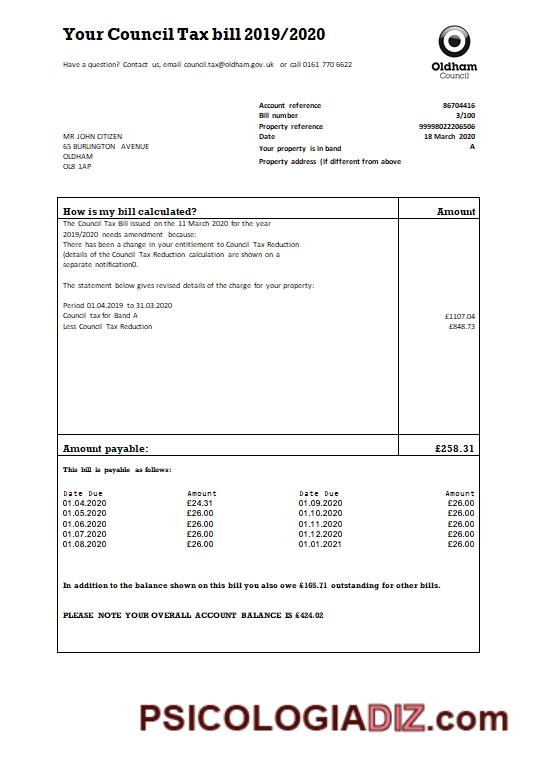 Your Council Tax bill 2019/2020
Have a question? Contact us, email council.tax@oldham.gov.uk or call 0161 770 6622
Oldham
Council
Account reference 86704416
Bill number 3/100
Property reference 99998022206506
Date 18 March 2020
Your property is in band A
Property address (if different from above
MR JOHN CITIZEN
65 BURLINGTON AVENUE
OLDHAM
OL8 1AP
How is my bill calculated? Amount
The Council Tax Bill issued on the 11 March 2020 for the year
2019/2020 needs amendment because:
There has been a change in your entitlement to Council Tax Reduction
(details of the Council Tax Reduction calculation are shown on a
separate notification0.
The statement below gives revised details of the charge for your property:
Period 01.04.2019 to 31.03.2020
Council tax for Band A £1107.04
Less Council Tax Reduction £848.73
Amount payable: £258.31
This bill is payable as follows:
Date Due Amount Date Due Amount
01.04.2020 £24.31 01.09.2020 £26.00
01.05.2020 £26.00 01.10.2020 £26.00
01.06.2020 £26.00 01.11.2020 £26.00
01.07.2020 £26.00 01.12.2020 £26.00
01.08.2020 £26.00 01.01.2021 £26.00
In addition to the balance shown on this bill you also owe £165.71 outstanding for other bills.
PLEASE NOTE YOUR OVERALL ACCOUNT BALANCE IS £424.02
PSICOLOGIADIZ.com